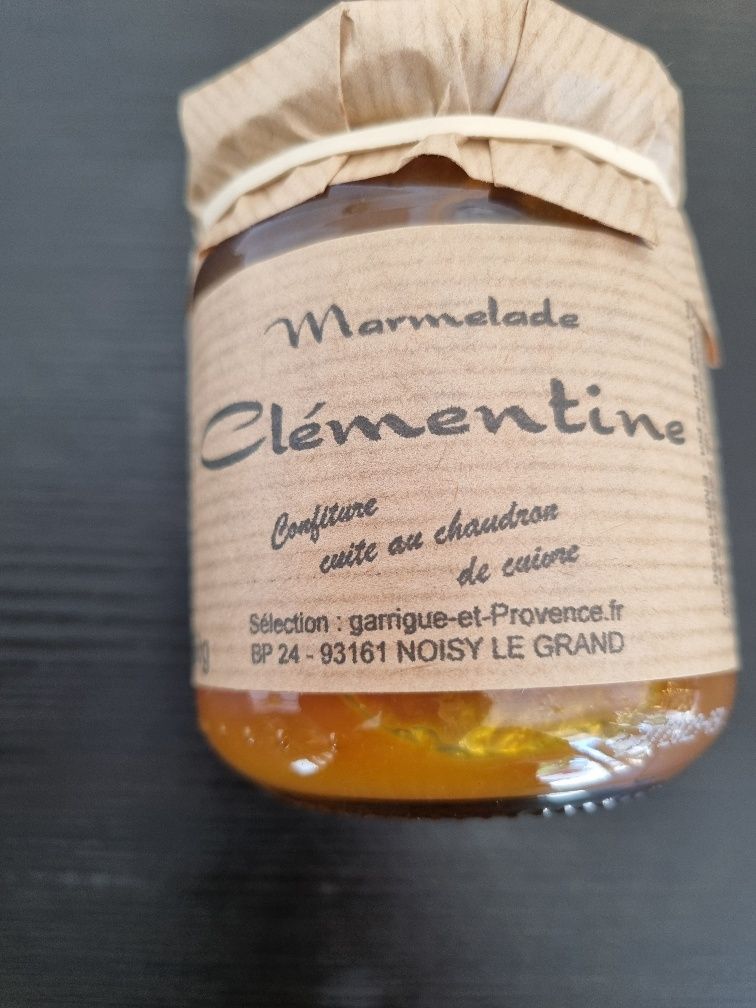 Marmelade
Clémentine
Confiture
cuite au chaudron
de cuivre
Sélection : garrigue-et-Provence.fr
BP 24 - 93161 NOISY LE GRAND